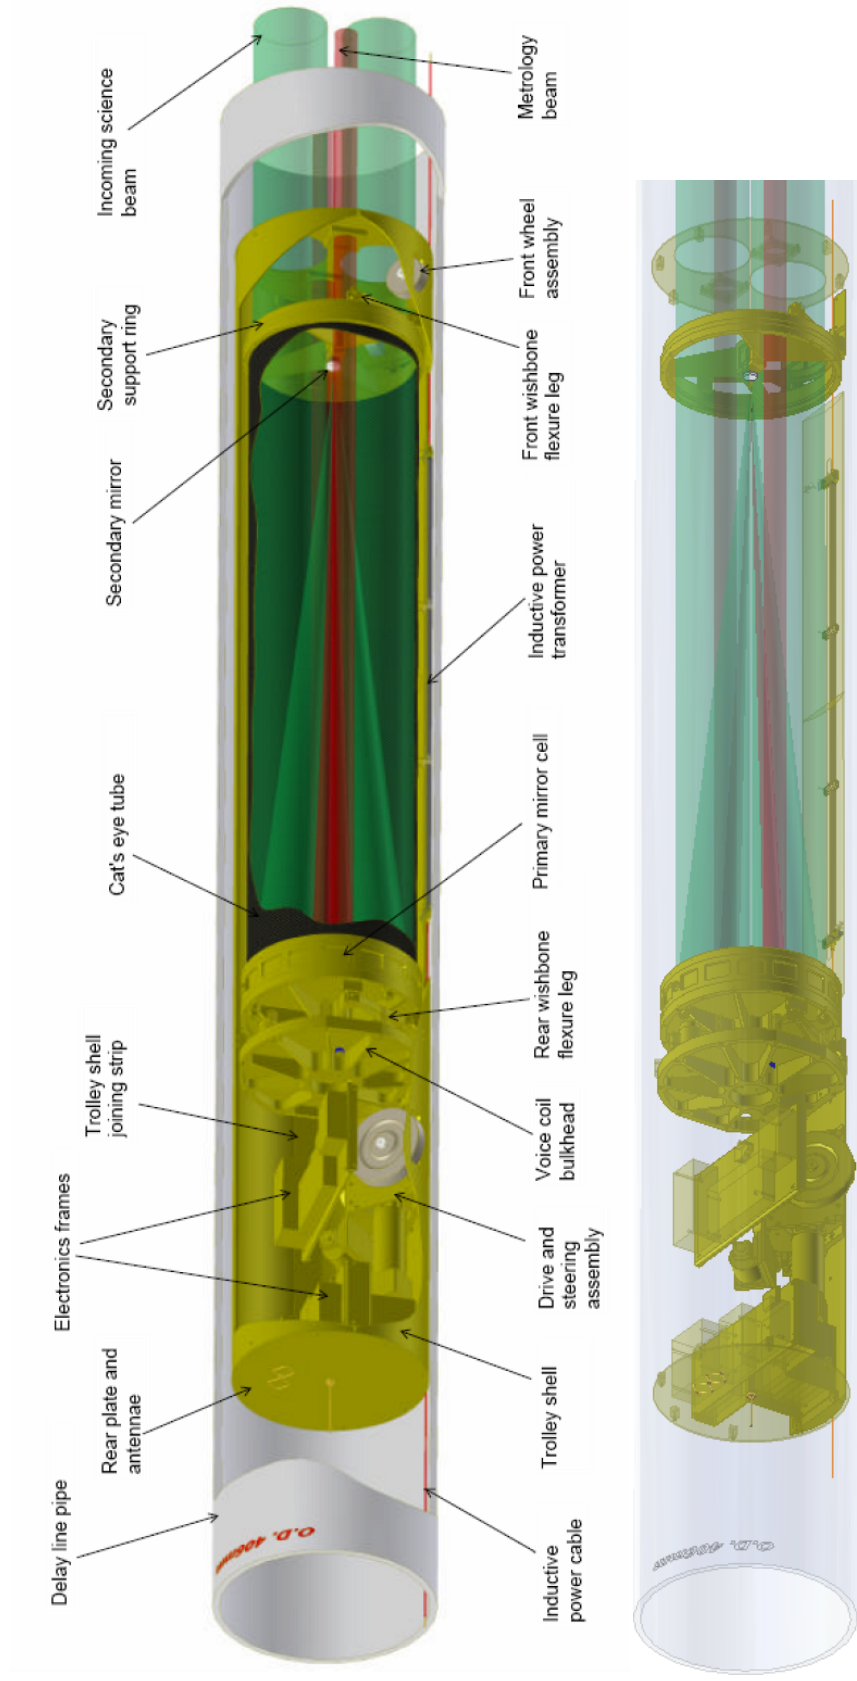 Incoming science
beam
Secondary
support ring
Secondary mirror
Cat's eye tube
Trolley shell
joining strip
Electronics frames
Rear plate and
antennae
Delay line pipe
Metrology
beam
Front wheel
assembly
Front wishbone
flexure leg
Inductive power
transformer
Primary mirror cell
Rear wishbone
flexure leg
Voice coil
bulkhead
Drive and
steering
assembly
Trolley shell
Inductive
power cable
O.D. 406mm
O.D. 406mm